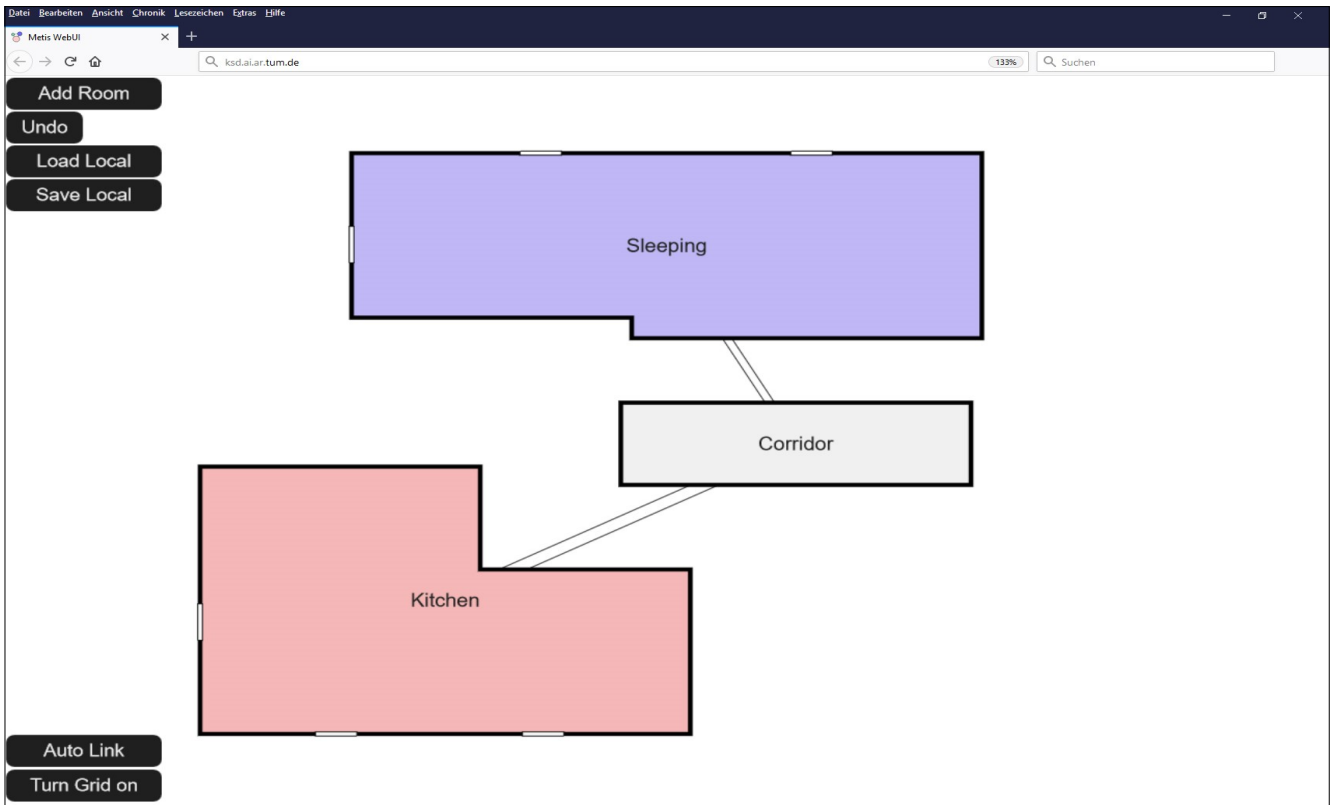 Datei Bearbeiten Ansicht Chronik Lesezeichen Extras Hilfe
Metis WebUI
ksd.ai.ar.tum.de 133% Suchen
Add Room
Undo
Load Local
Save Local
Sleeping
Corridor
Kitchen
Auto Link
Turn Grid on